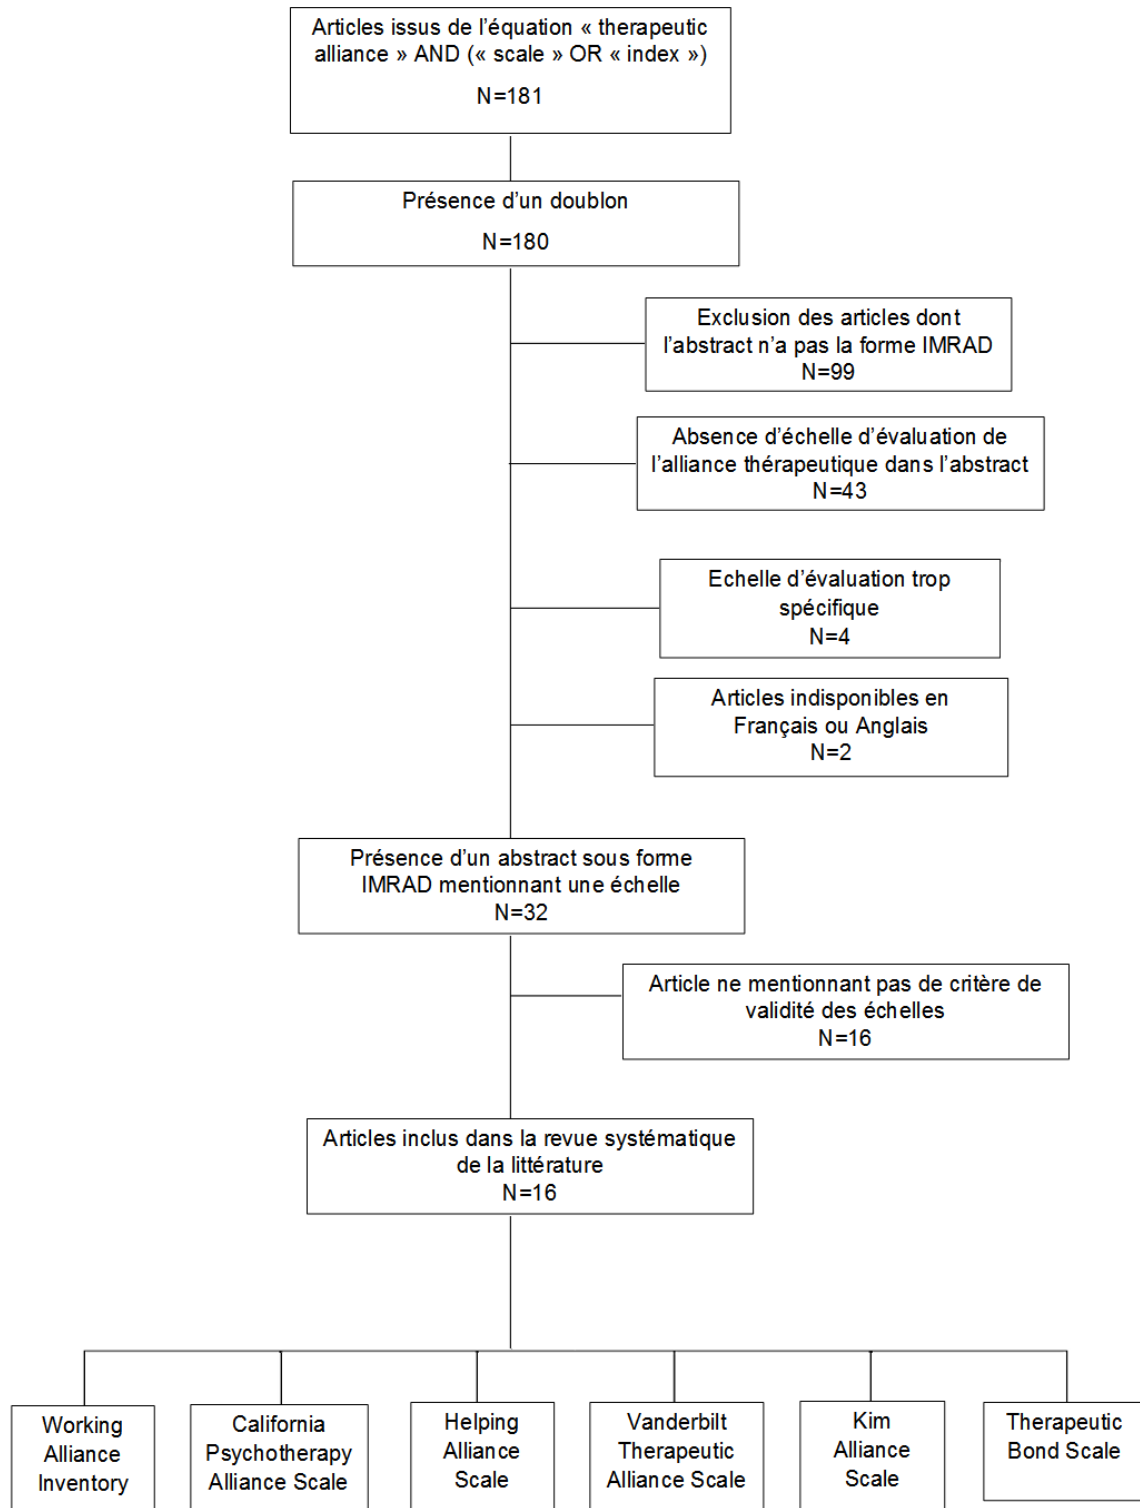 Articles issus de l'équation « therapeutic
alliance » AND (« scale » OR « index »)
N=181
Présence d'un doublon
N=180
Exclusion des articles dont
l'abstract n'a pas la forme IMRAD
N=99
Absence d'échelle d'évaluation de
l'alliance thérapeutique dans l'abstract
N=43
Echelle d'évaluation trop
spécifique
N=4
Articles indisponibles en
Français ou Anglais
N=2
Présence d'un abstract sous forme
IMRAD mentionnant une échelle
N=32
Article ne mentionnant pas de critère de
validité des échelles
N=16
Articles inclus dans la revue systématique
de la littérature
N=16
Working
Alliance
Inventory
California
Psychotherapy
Alliance Scale
Helping
Alliance
Scale
Vanderbilt
Therapeutic
Alliance Scale
Kim
Alliance
Scale
Therapeutic
Bond Scale